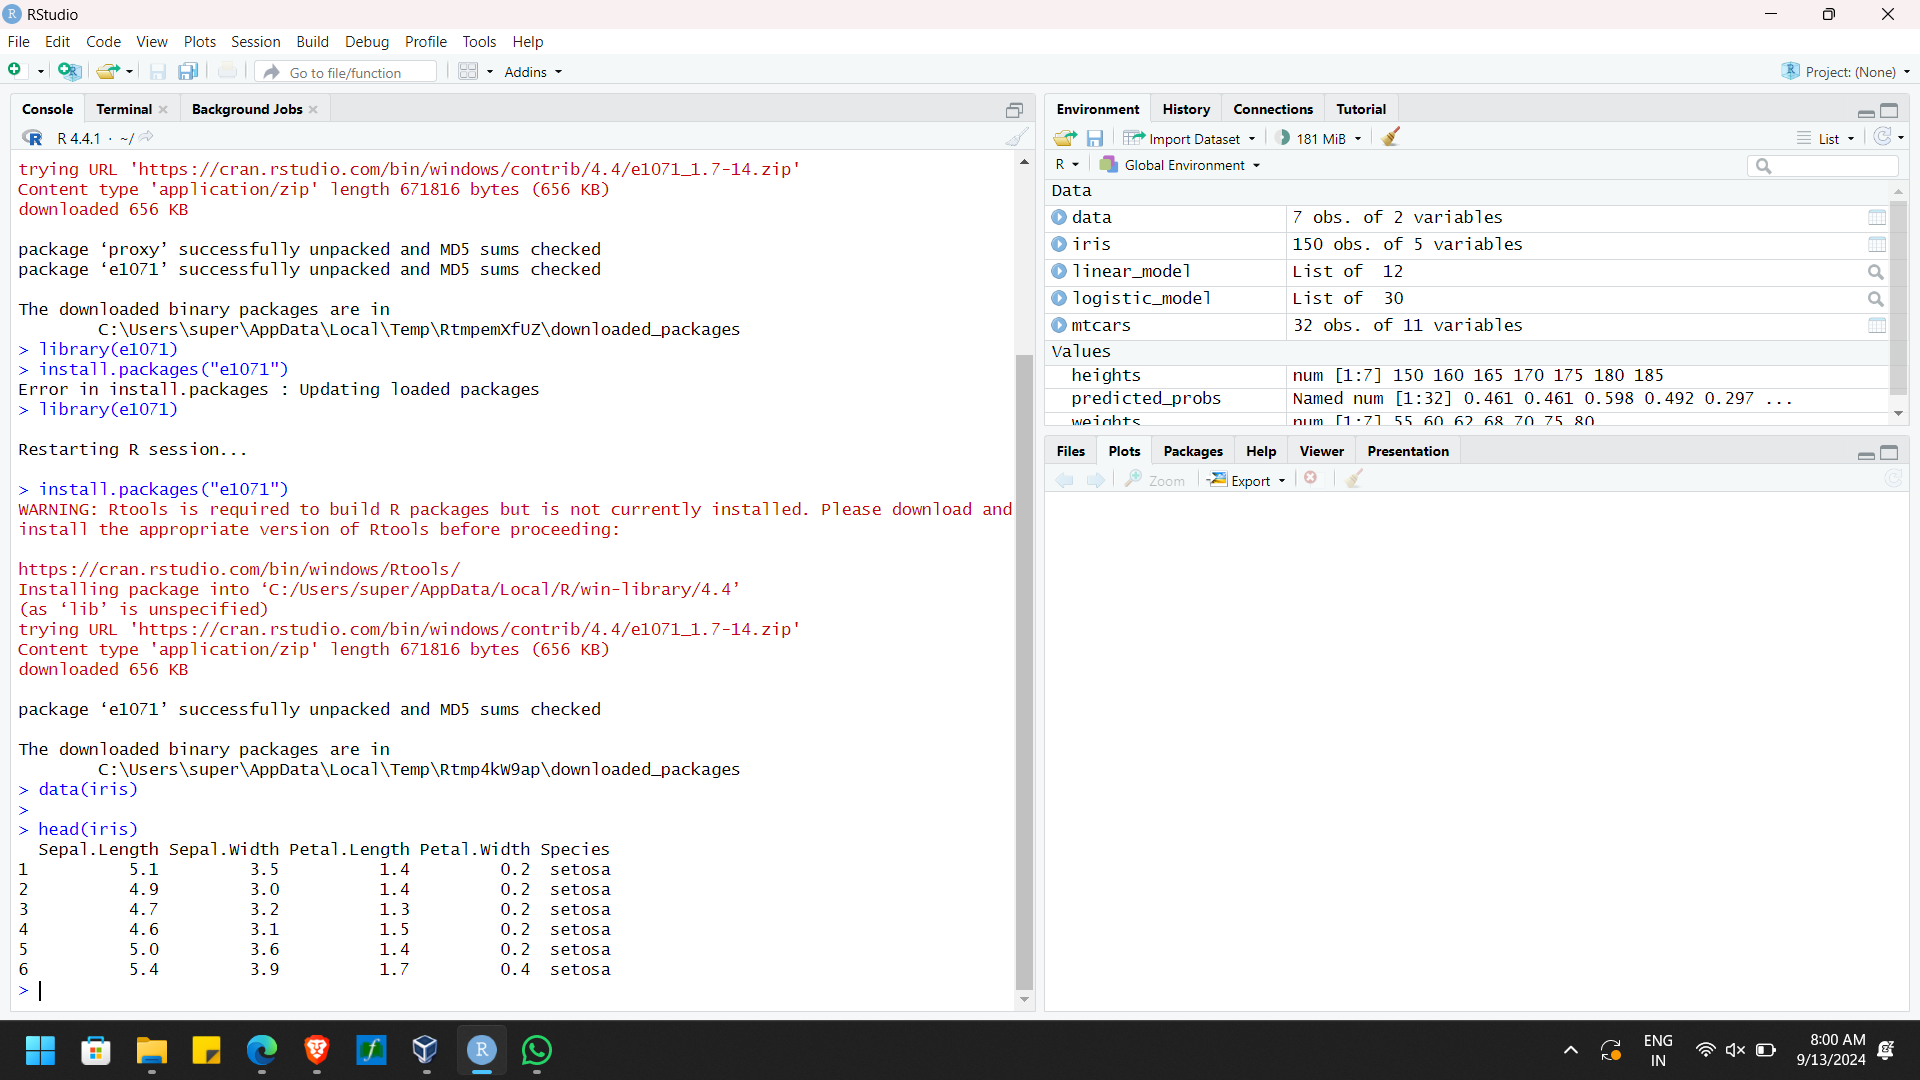 RStudio
File Edit Code View Plots Session Build Debug Profile Tools Help
Go to file/function
Addins
Project: (None)
Console Terminal Background Jobs
R 4.4.1 · ~/
trying URL 'https://cran.rstudio.com/bin/windows/contrib/4.4/e1071_1.7-14.zip'
Content type 'application/zip' length 671816 bytes (656 KB)
downloaded 656 KB
package ‘proxy’ successfully unpacked and MD5 sums checked
package ‘e1071’ successfully unpacked and MD5 sums checked
The downloaded binary packages are in
C:\Users\super\AppData\Local\Temp\RtmpemXfUZ\downloaded_packages
> library(e1071)
> install.packages("e1071")
Error in install.packages : Updating loaded packages
> library(e1071)
Restarting R session...
> install.packages("e1071")
WARNING: Rtools is required to build R packages but is not currently installed. Please download and
install the appropriate version of Rtools before proceeding:
https://cran.rstudio.com/bin/windows/Rtools/
Installing package into ‘C:/Users/super/AppData/Local/R/win-library/4.4’
(as ‘lib’ is unspecified)
trying URL 'https://cran.rstudio.com/bin/windows/contrib/4.4/e1071_1.7-14.zip'
Content type 'application/zip' length 671816 bytes (656 KB)
downloaded 656 KB
package ‘e1071’ successfully unpacked and MD5 sums checked
The downloaded binary packages are in
C:\Users\super\AppData\Local\Temp\Rtmp4kW9ap\downloaded_packages
> data(iris)
>
> head(iris)
Sepal.Length Sepal.Width Petal.Length Petal.Width Species
1 5.1 3.5 1.4 0.2 setosa
2 4.9 3.0 1.4 0.2 setosa
3 4.7 3.2 1.3 0.2 setosa
4 4.6 3.1 1.5 0.2 setosa
5 5.0 3.6 1.4 0.2 setosa
6 5.4 3.9 1.7 0.4 setosa
>
Environment History Connections Tutorial
Import Dataset 181 MiB List
R Global Environment
Data
data 7 obs. of 2 variables
iris 150 obs. of 5 variables
linear_model List of 12
logistic_model List of 30
mtcars 32 obs. of 11 variables
Values
heights num [1:7] 150 160 165 170 175 180 185
predicted_probs Named num [1:32] 0.461 0.461 0.598 0.492 0.297 ...
weights num [1:7] 55 60 62 68 70 75 80
Files Plots Packages Help Viewer Presentation
Zoom Export
ENG
IN
8:00 AM
9/13/2024